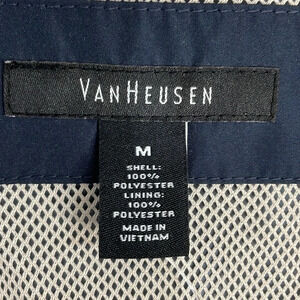 VANHEUSEN
M
SHELL:
100%
POLYESTER
LINING:
100%
POLYESTER
MADE IN
VIETNAM